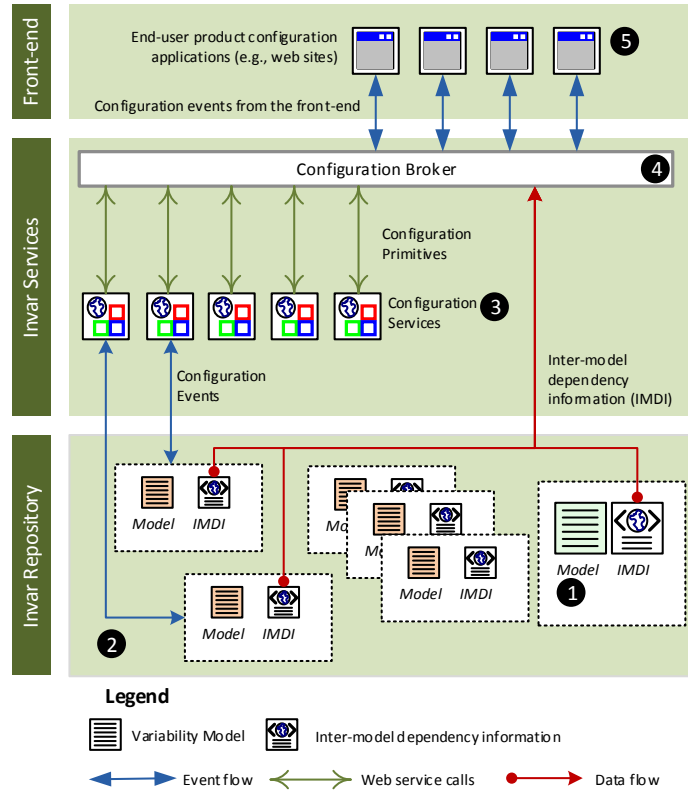 Front-end
End-user product configuration
applications (e.g., web sites)
5
Configuration events from the front-end
Invar Services
Configuration Broker
4
Configuration
Primitives
Configuration
Services
3
Configuration
Events
Inter-model
dependency
information (IMDI)
Invar Repository
Model IMDI
Model IMDI
Model
Mo
Model IMDI
Model IMDI
1
2
Model IMDI
Legend
Variability Model
Inter-model dependency information
Event flow
Web service calls
Data flow